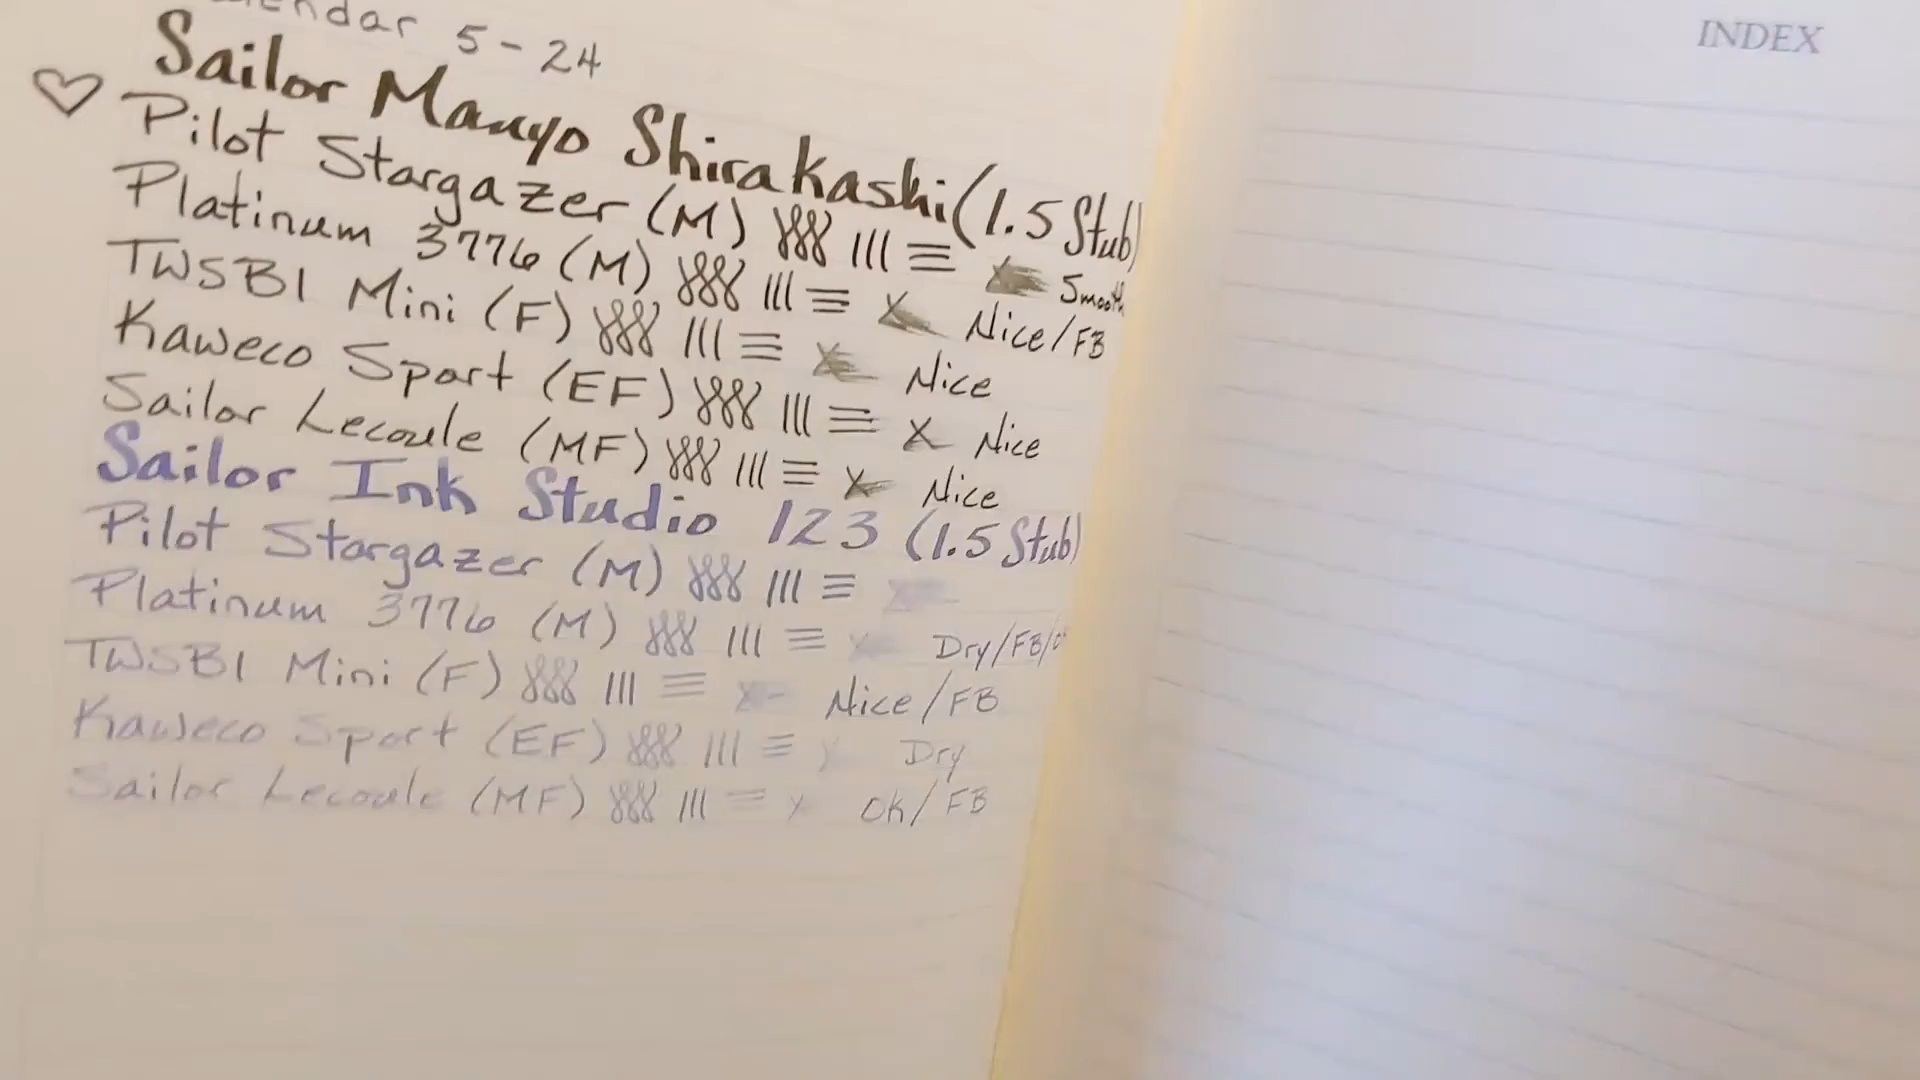 5-24
Sailor Manyo Shirakashi (1.5 Stub)
Pilot Stargazer (M) Smooth
Platinum 3776 (M) Nice/FB
TWSBI Mini (F) Nice
Kaweco Sport (EF) Nice
Sailor Lecoule (MF) Nice
Sailor Ink Studio 123 (1.5 Stub)
Pilot Stargazer (M)
Platinum 3776 (M) Dry/FB/
TWSBI Mini (F) Nice/FB
Kaweco Sport (EF) Dry
Sailor Lecoule (MF) Ok/FB
INDEX